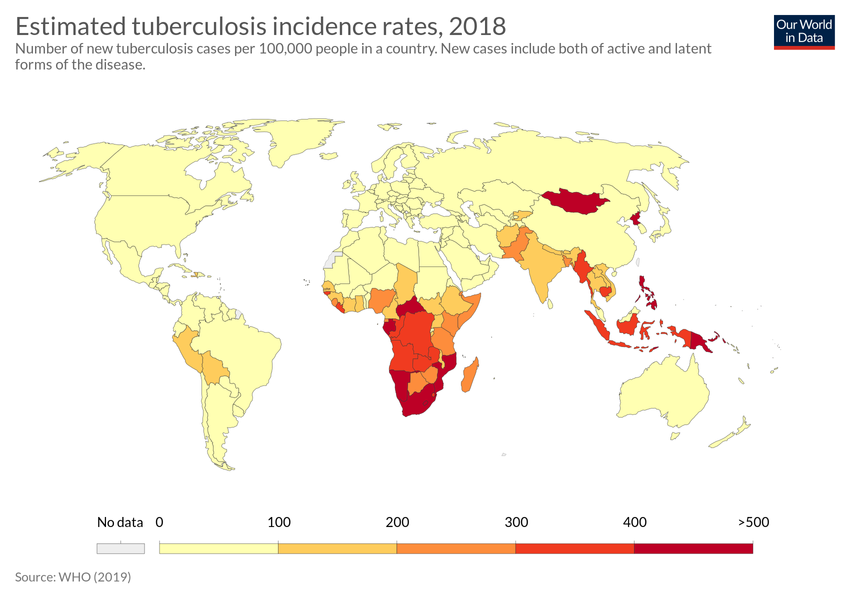 Estimated tuberculosis incidence rates, 2018
Our World
in Data
Number of new tuberculosis cases per 100,000 people in a country. New cases include both of active and latent
forms of the disease.
No data 0 100 200 300 400 >500
Source: WHO (2019)